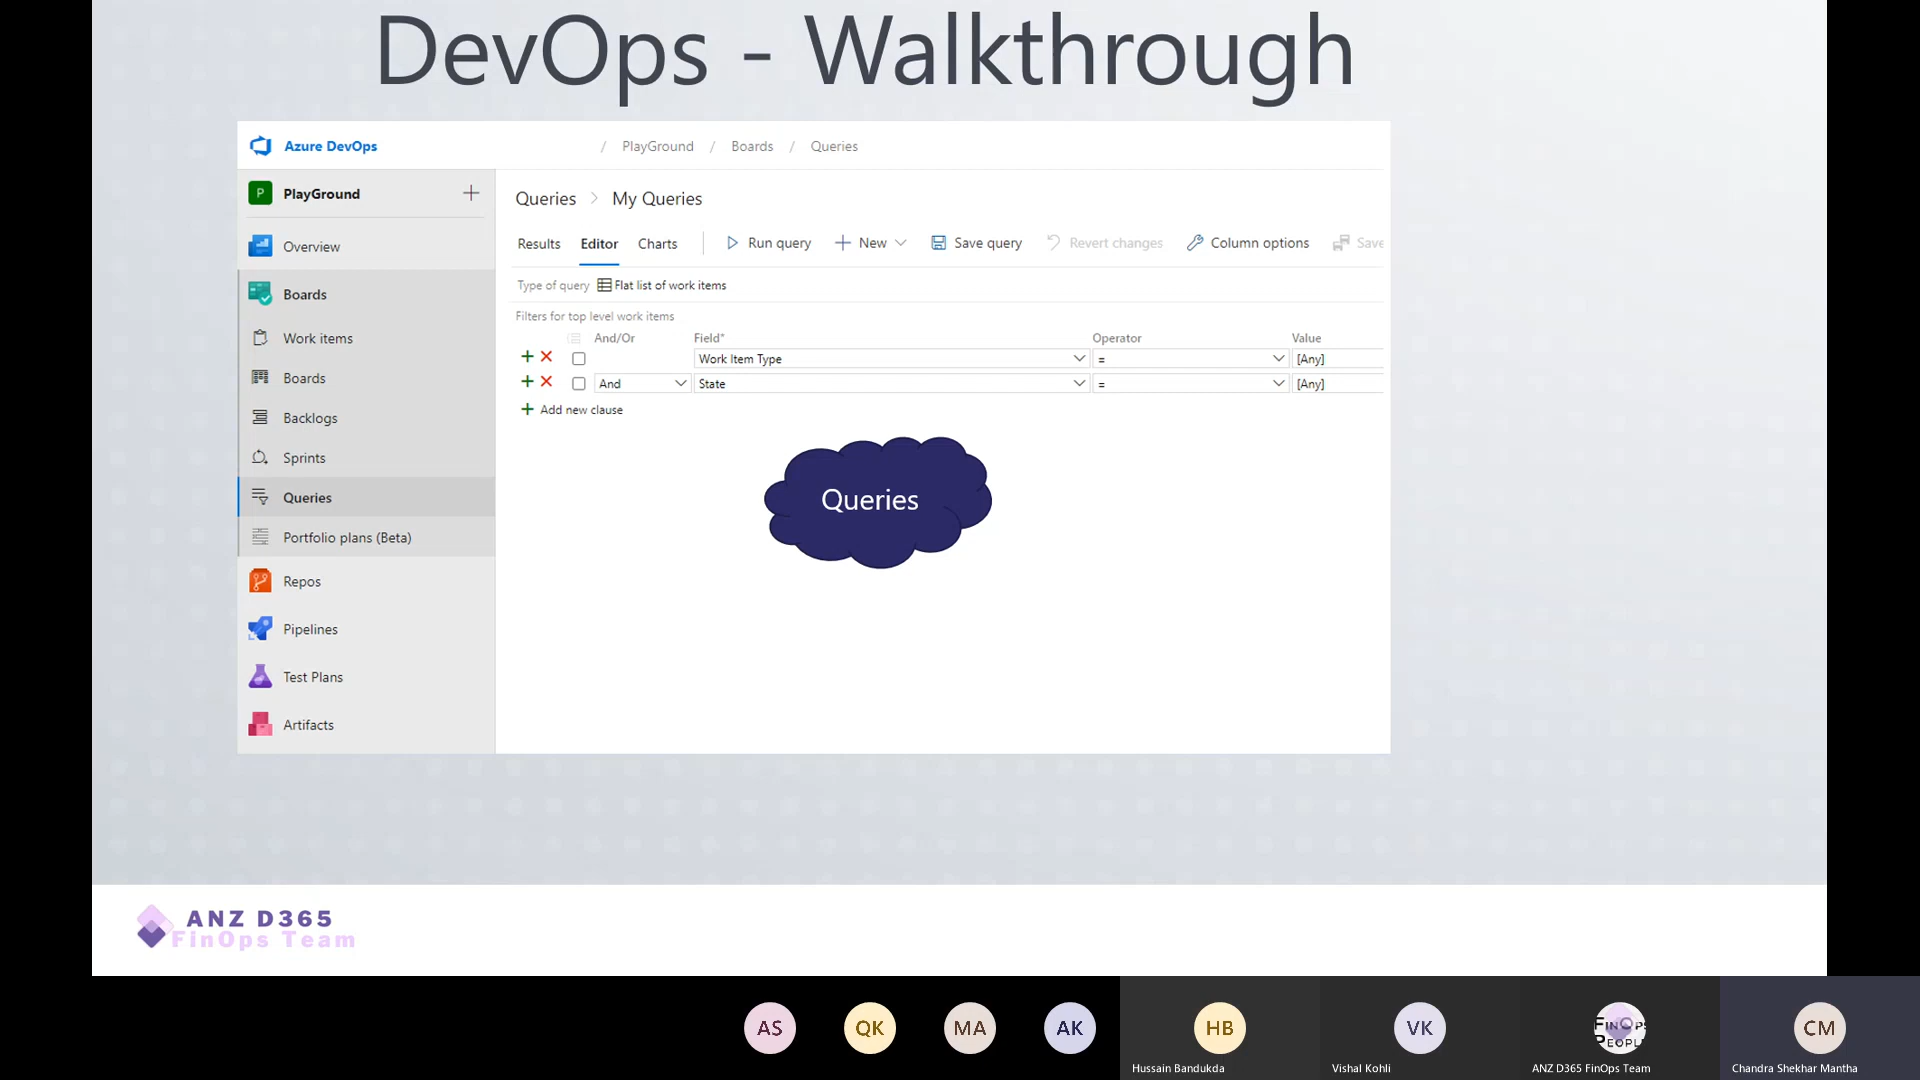 DevOps - Walkthrough
Azure DevOps / PlayGround / Boards / Queries
P PlayGround
Overview
Boards
Work items
Boards
Backlogs
Sprints
Queries
Portfolio plans (Beta)
Repos
Pipelines
Test Plans
Artifacts
Queries > My Queries
Results Editor Charts Run query New Save query Revert changes Column options Save
Type of query Flat list of work items
Filters for top level work items
And/Or Field* Operator Value
Work Item Type = [Any]
And State = [Any]
Add new clause
Queries
ANZ D365
FinOps Team
AS QK MA AK HB VK FINOPS PEOPLE CM
Hussain Bandukda Vishal Kohli ANZ D365 FinOps Team Chandra Shekhar Mantha